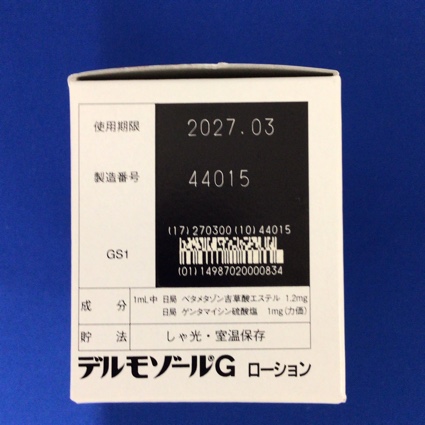 使用期限 2027.03
製造番号 44015
(17)270300(10)44015
GS1
(01)14987020000834
成分 1mL中 日局 ベタメタゾン吉草酸エステル 1.2mg
日局 ゲンタマイシン硫酸塩 1mg(力価)
貯法 しゃ光・室温保存
デルモゾール®G ローション